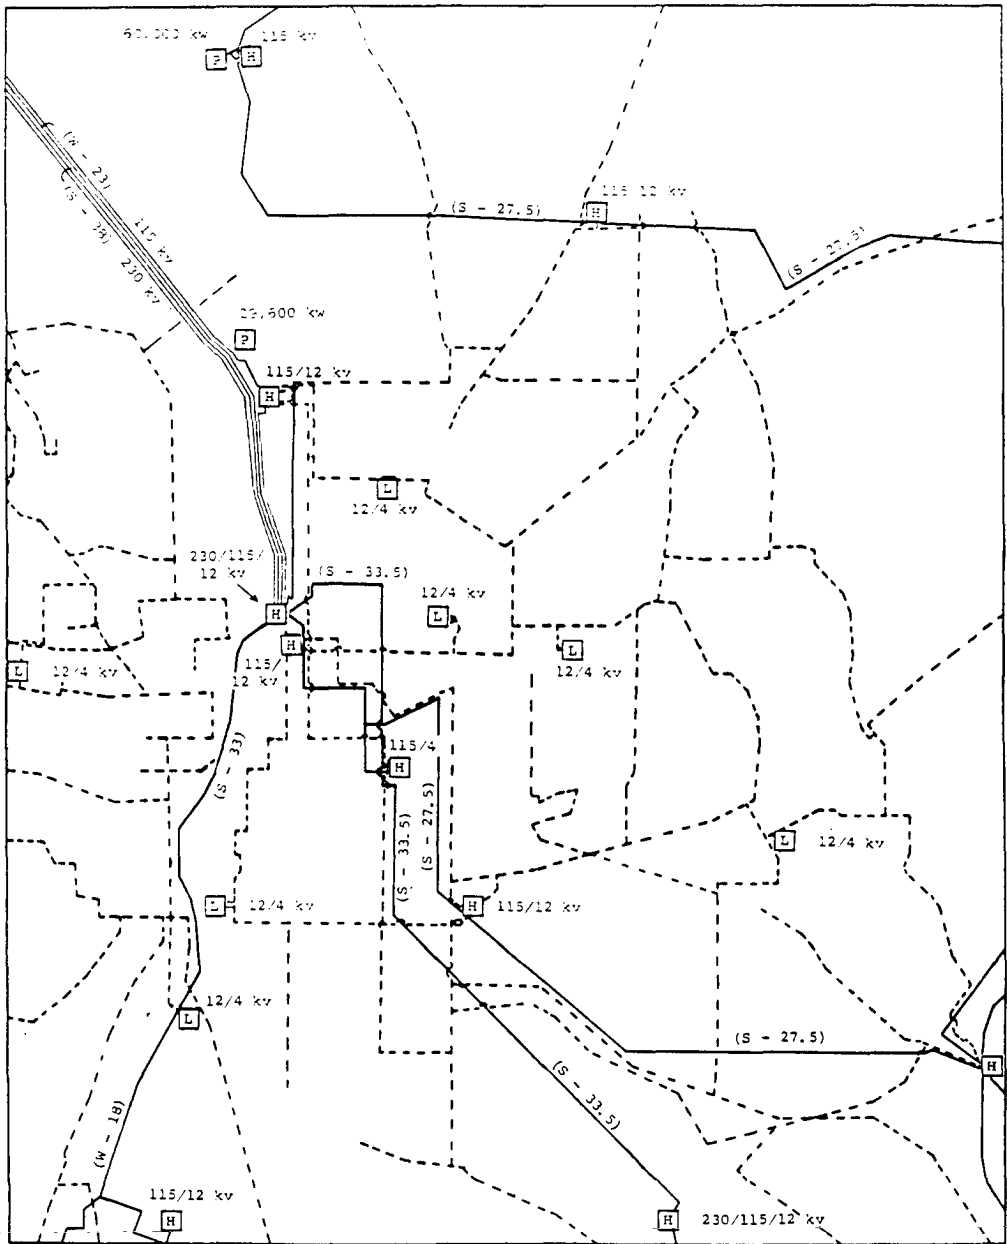 60,000 kw
115 kv
P
H
(W - 23)
(S - 38)
115 kv
230 kv
(S - 27.5)
115/12 kv
H
(S - 27.5)
29,600 kw
P
115/12 kv
H
L
12/4 kv
230/115/
12 kv
(S - 33.5)
12/4 kv
H
L
H
115/
12 kv
L
12/4 kv
L
12/4 kv
(S - 33)
115/4
H
(S - 33.5)
(S - 27.5)
L
12/4 kv
L
12/4 kv
H
115/12 kv
12/4 kv
L
(S - 27.5)
H
(S - 33.5)
(W - 18)
115/12 kv
H
H
230/115/12 kv